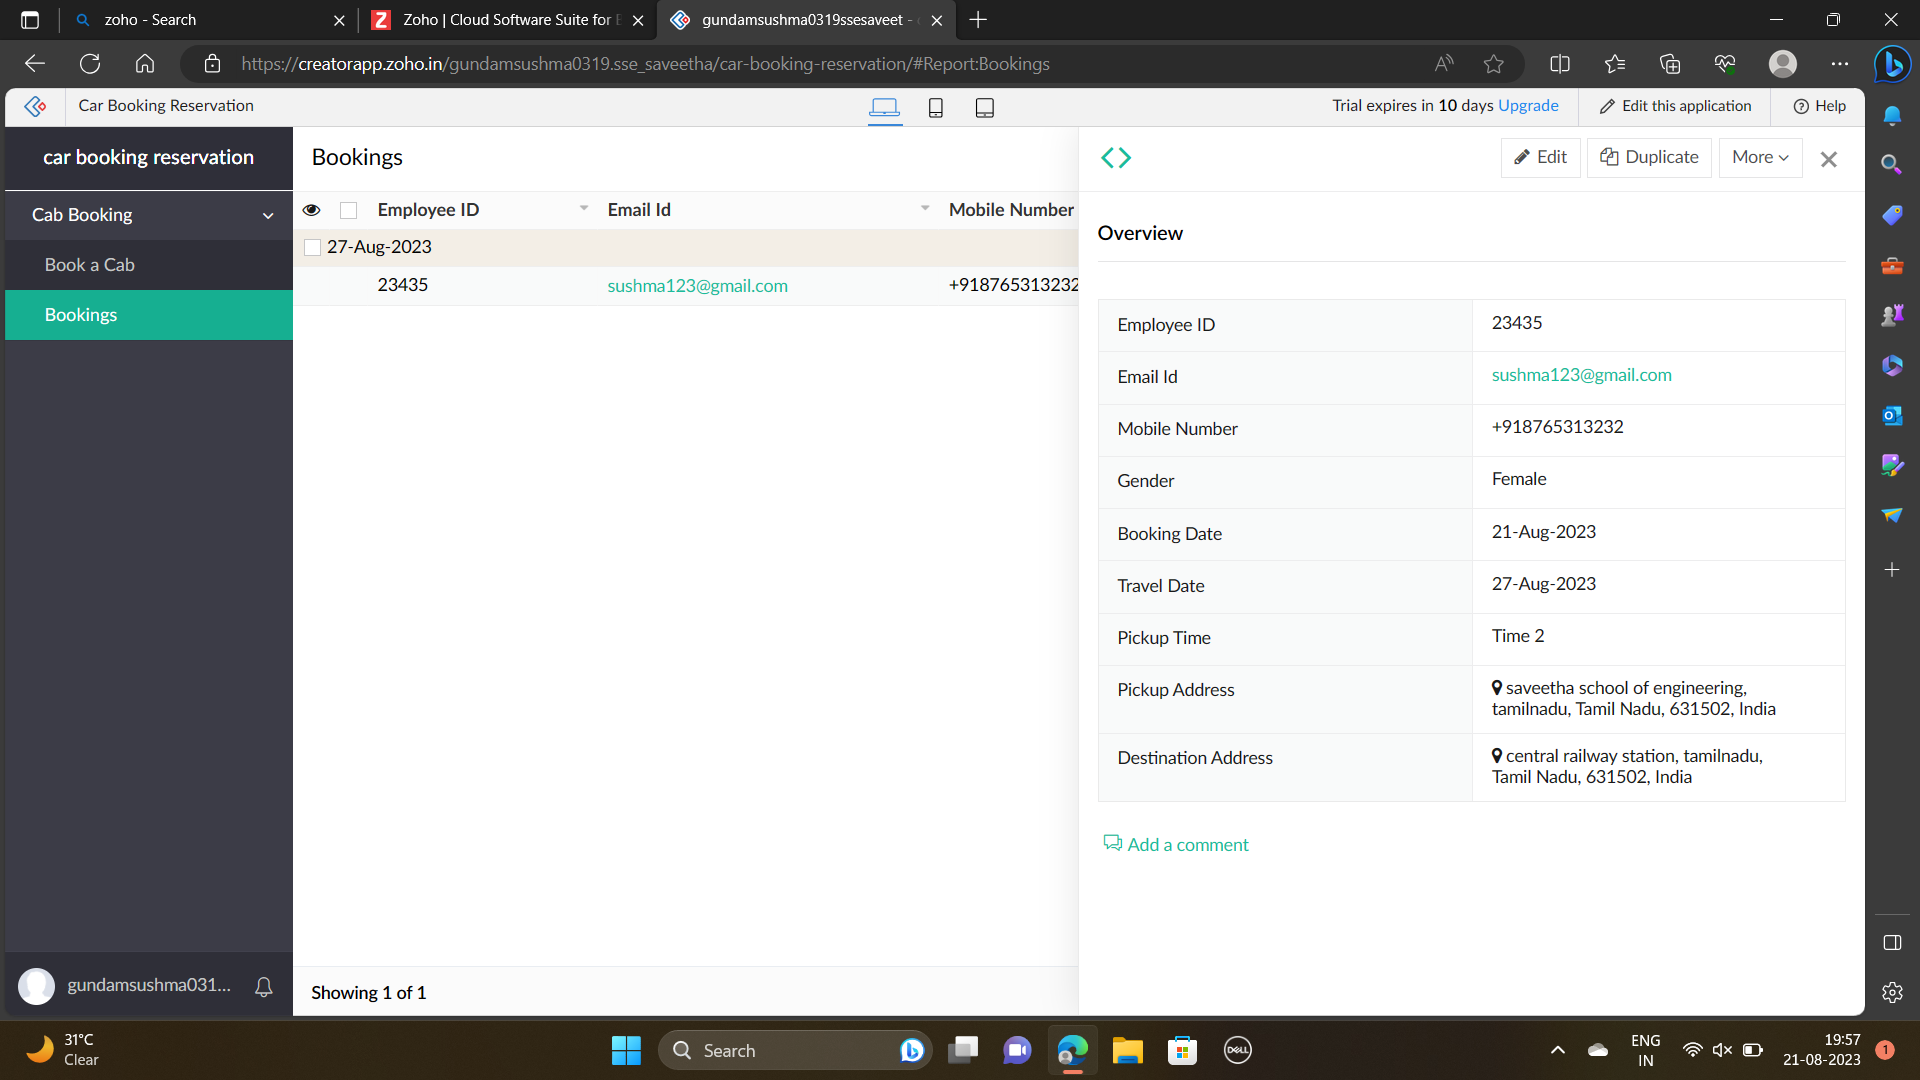 zoho - Search
Zoho | Cloud Software Suite for
gundamsushma0319ssesaveet -
https://creatorapp.zoho.in/gundamsushma0319.sse_saveetha/car-booking-reservation/#Report:Bookings
Car Booking Reservation
Trial expires in 10 days Upgrade
Edit this application
Help
car booking reservation
Cab Booking
Book a Cab
Bookings
gundamsushma031...
Bookings
Employee ID
Email Id
Mobile Number
27-Aug-2023
23435
sushma123@gmail.com
+918765313232
Showing 1 of 1
Edit
Duplicate
More
Overview
Employee ID
23435
Email Id
sushma123@gmail.com
Mobile Number
+918765313232
Gender
Female
Booking Date
21-Aug-2023
Travel Date
27-Aug-2023
Pickup Time
Time 2
Pickup Address
saveetha school of engineering,
tamilnadu, Tamil Nadu, 631502, India
Destination Address
central railway station, tamilnadu,
Tamil Nadu, 631502, India
Add a comment
31°C
Clear
Search
DELL
ENG
IN
19:57
21-08-2023
1